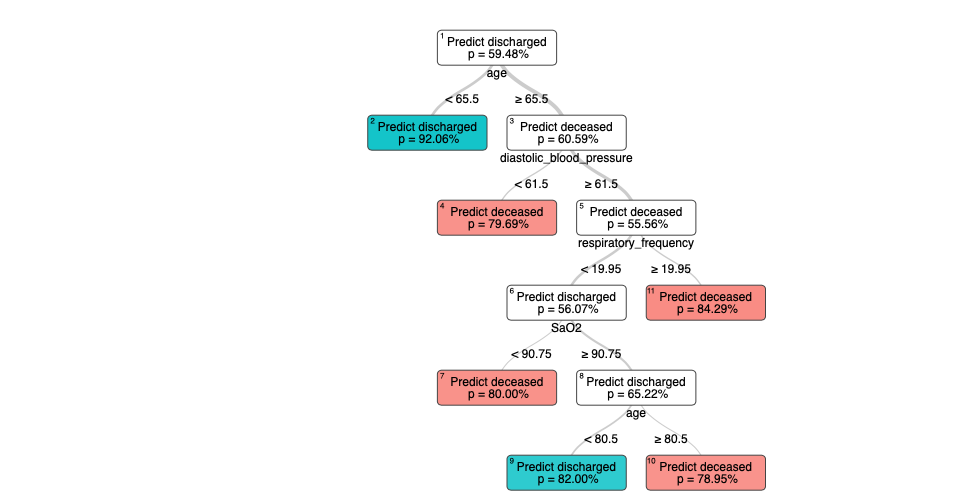 1 Predict discharged
p = 59.48%
age
< 65.5 ≥ 65.5
2 Predict discharged 3 Predict deceased
p = 92.06% p = 60.59%
diastolic_blood_pressure
< 61.5 ≥ 61.5
4 Predict deceased 5 Predict deceased
p = 79.69% p = 55.56%
respiratory_frequency
< 19.95 ≥ 19.95
6 Predict discharged 11 Predict deceased
p = 56.07% p = 84.29%
SaO2
< 90.75 ≥ 90.75
7 Predict deceased 8 Predict discharged
p = 80.00% p = 65.22%
age
< 80.5 ≥ 80.5
9 Predict discharged 10 Predict deceased
p = 82.00% p = 78.95%